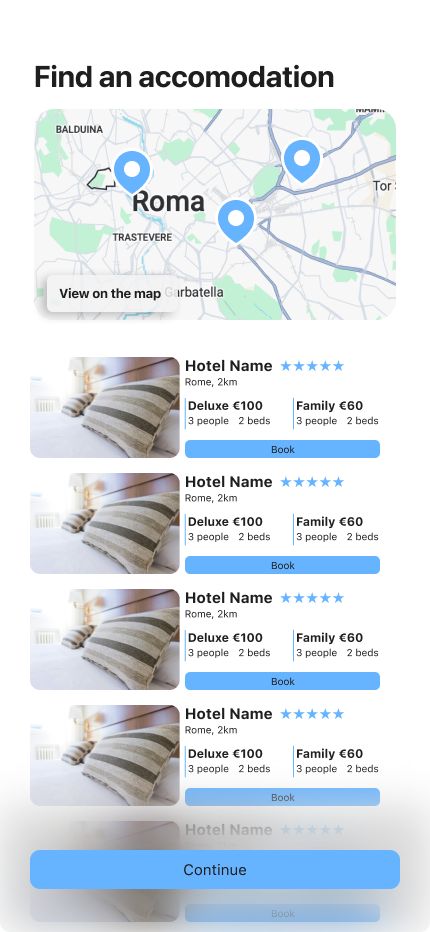 Find an accomodation
BALDUINA
Roma
Tor
TRASTEVERE
View on the map
arbatella
Hotel Name ★★★★★
Rome, 2km
Deluxe €100 Family €60
3 people 2 beds 3 people 2 beds
Book
Hotel Name ★★★★★
Rome, 2km
Deluxe €100 Family €60
3 people 2 beds 3 people 2 beds
Book
Hotel Name ★★★★★
Rome, 2km
Deluxe €100 Family €60
3 people 2 beds 3 people 2 beds
Book
Hotel Name ★★★★★
Rome, 2km
Deluxe €100 Family €60
3 people 2 beds 3 people 2 beds
Book
Hotel Name ★★★★★
Continue
Book